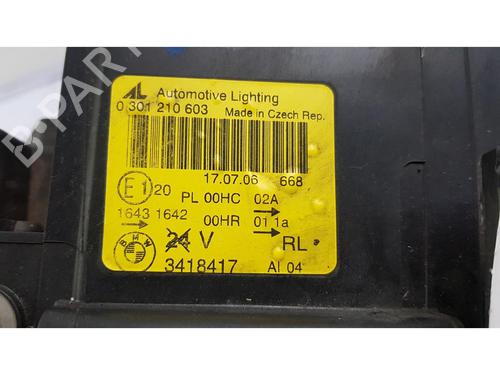 AL Automotive Lighting
0 301 210 603 Made in Czech Rep.
17.07.06 668
E1 20 PL 00HC 02A
1643 1642 00HR 01 1a
BMW 24 V RL
3418417 AI 04
B-PARTS